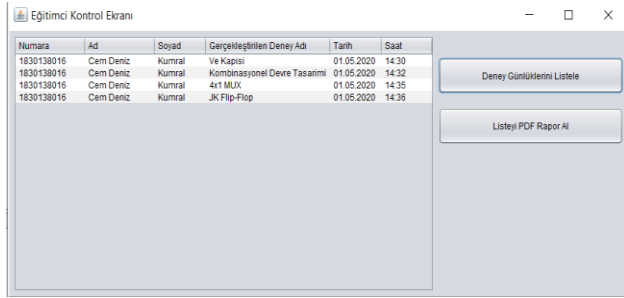 Eğitimci Kontrol Ekranı
Numara Ad Soyad Gerçekleştirilen Deney Adı Tarih Saat
1830138016 Cem Deniz Kumral Ve Kapisi 01.05.2020 14:30
1830138016 Cem Deniz Kumral Kombinasyonel Devre Tasarimi 01.05.2020 14:32
1830138016 Cem Deniz Kumral 4x1 MUX 01.05.2020 14:35
1830138016 Cem Deniz Kumral JK Flip-Flop 01.05.2020 14:36
Deney Günlüklerini Listele
Listeyi PDF Rapor Al